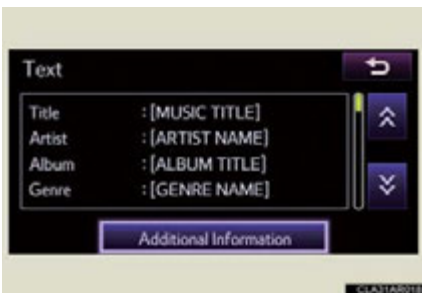 Text
Title : [MUSIC TITLE]
Artist : [ARTIST NAME]
Album : [ALBUM TITLE]
Genre : [GENRE NAME]
Additional Information
CLA31AR018